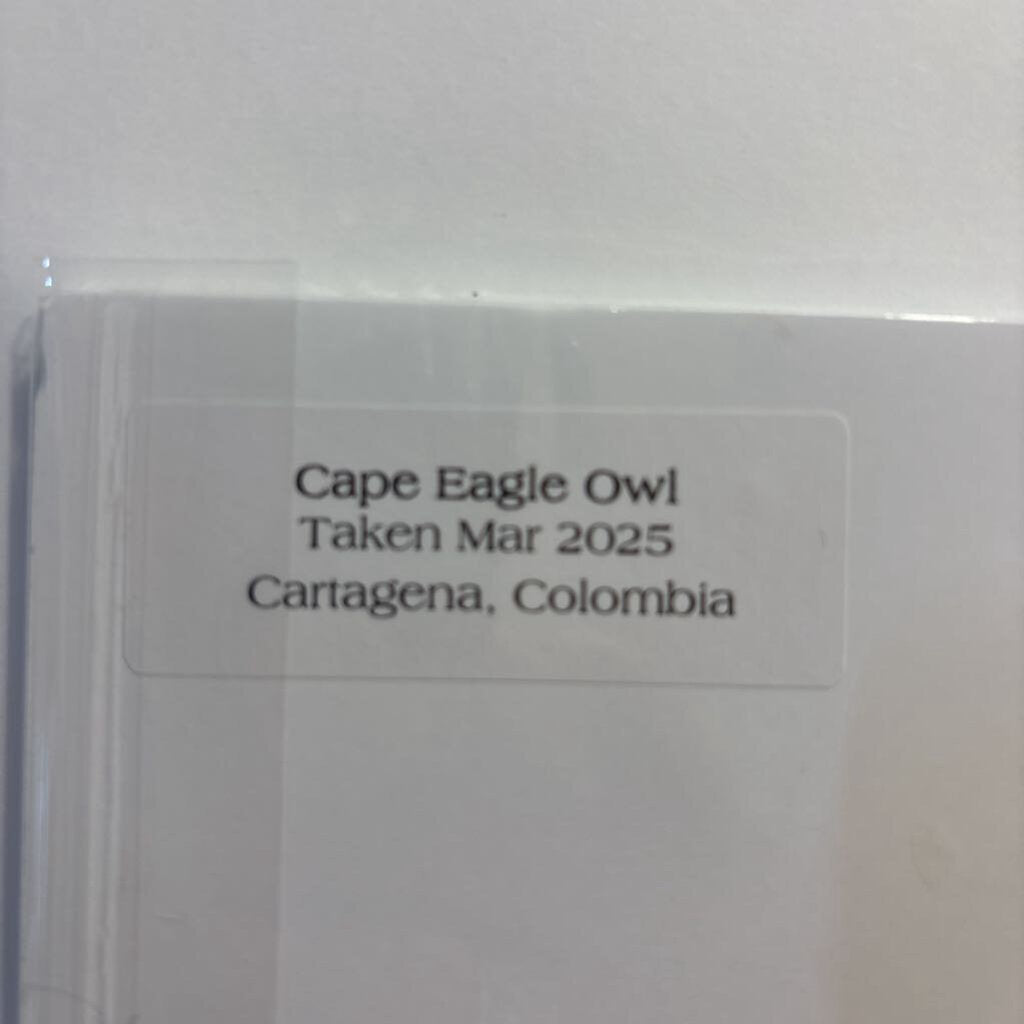 Cape Eagle Owl
Taken Mar 2025
Cartagena, Colombia